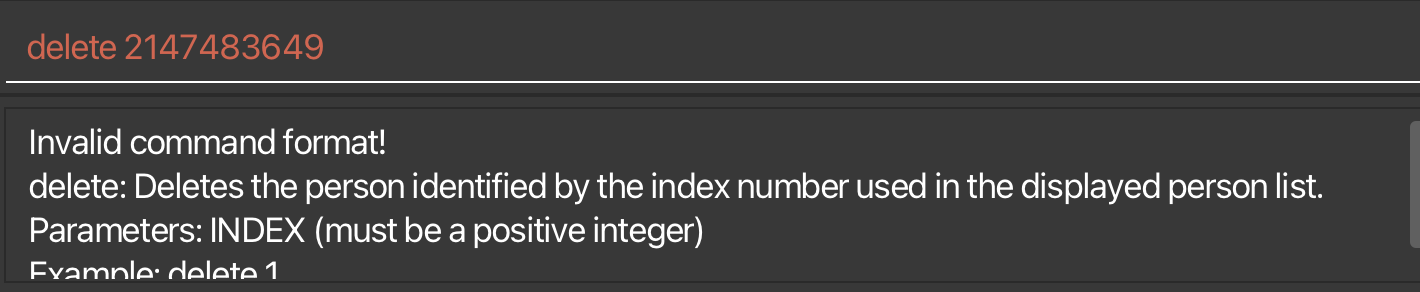 delete 2147483649
Invalid command format!
delete: Deletes the person identified by the index number used in the displayed person list.
Parameters: INDEX (must be a positive integer)
Example: delete 1